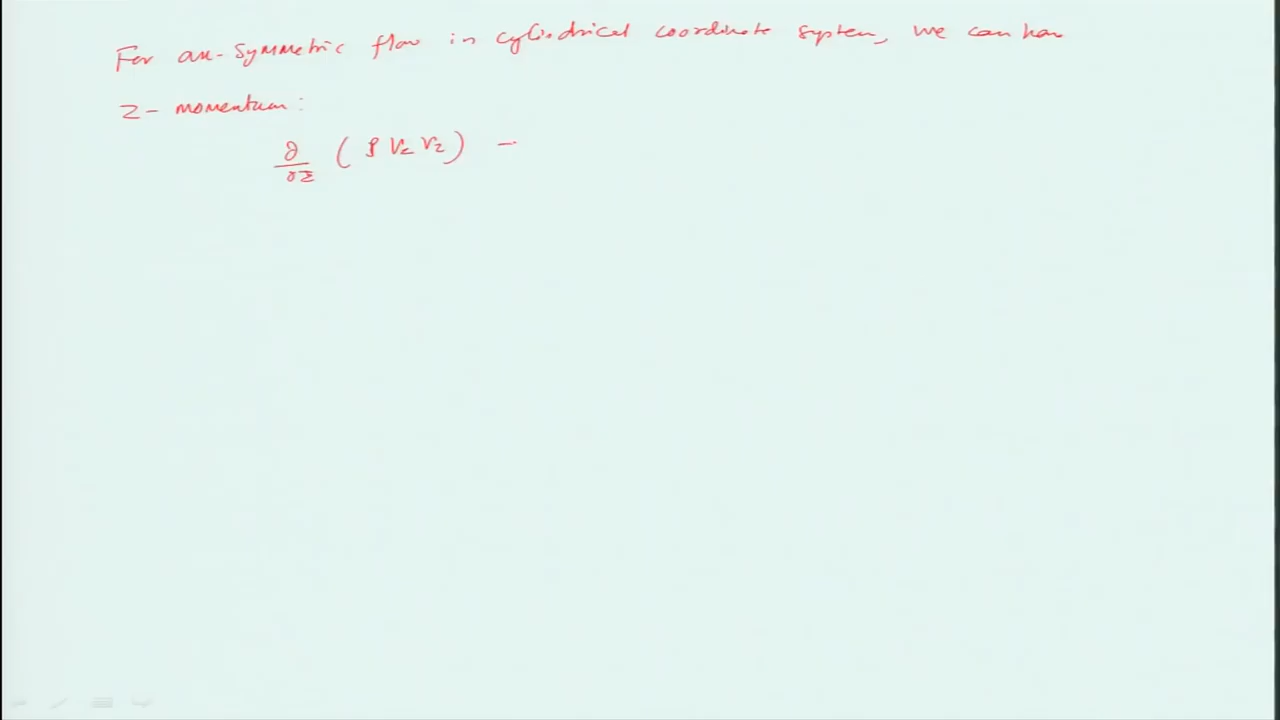 For axi-symmetric flow in cylindrical coordinate system, we can have
Z- momentum:
∂/∂z ( ρ Vz Vz ) -